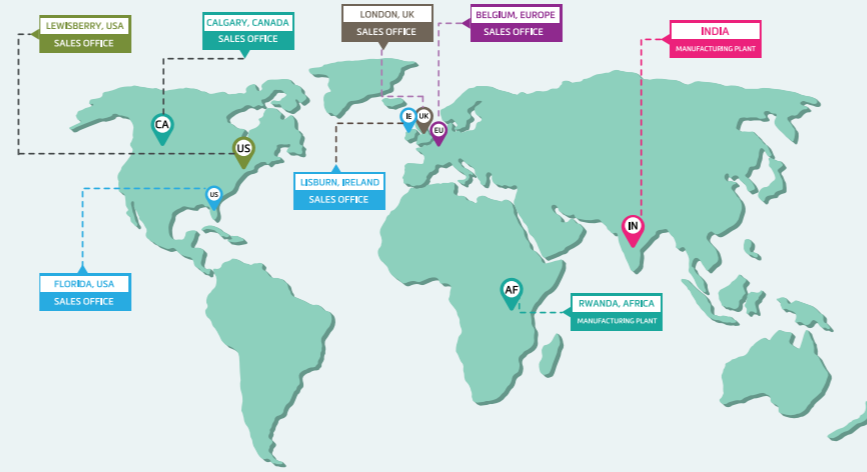 LEWISBERRY, USA
SALES OFFICE
CALGARY, CANADA
SALES OFFICE
LONDON, UK
SALES OFFICE
BELGIUM, EUROPE
SALES OFFICE
INDIA
MANUFACTURING PLANT
CA
US
IE
UK
EU
LISBURN, IRELAND
SALES OFFICE
US
IN
FLORIDA, USA
SALES OFFICE
AF
RWANDA, AFRICA
MANUFACTURING PLANT